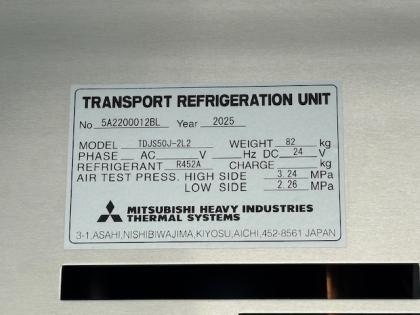 TRANSPORT REFRIGERATION UNIT
No 5A2200012BL Year 2025
MODEL TDJS50J-2L2 WEIGHT 82 kg
PHASE AC V Hz DC 24 V
REFRIGERANT R452A CHARGE kg
AIR TEST PRESS. HIGH SIDE 3.24 MPa
LOW SIDE 2.26 MPa
MITSUBISHI HEAVY INDUSTRIES
THERMAL SYSTEMS
3-1,ASAHI,NISHIBIWAJIMA,KIYOSU,AICHI,452-8561 JAPAN